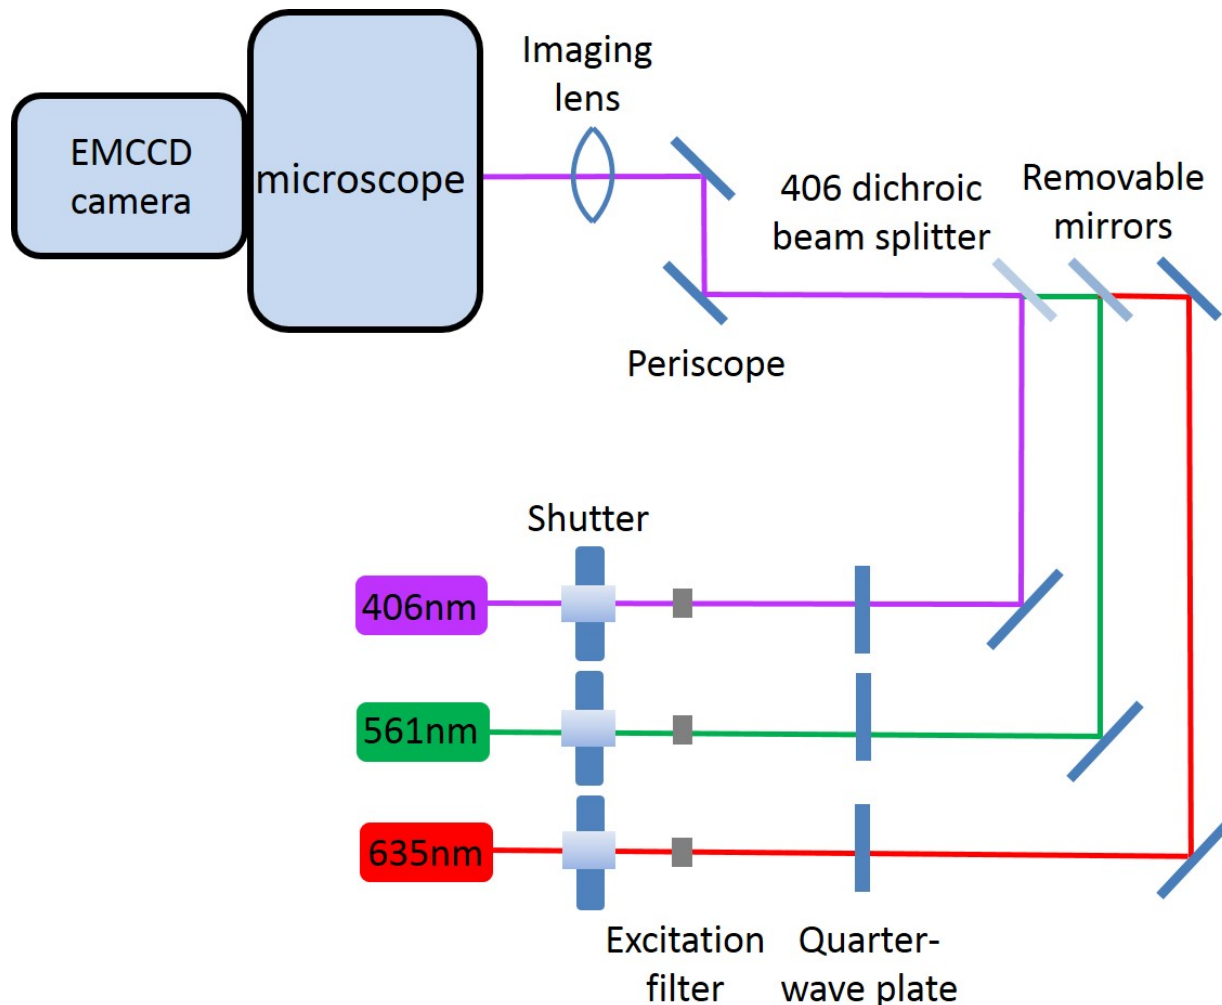 Imaging
lens
EMCCD
camera
microscope
406 dichroic
beam splitter
Removable
mirrors
Periscope
Shutter
406nm
561nm
635nm
Excitation
filter
Quarter-
wave plate